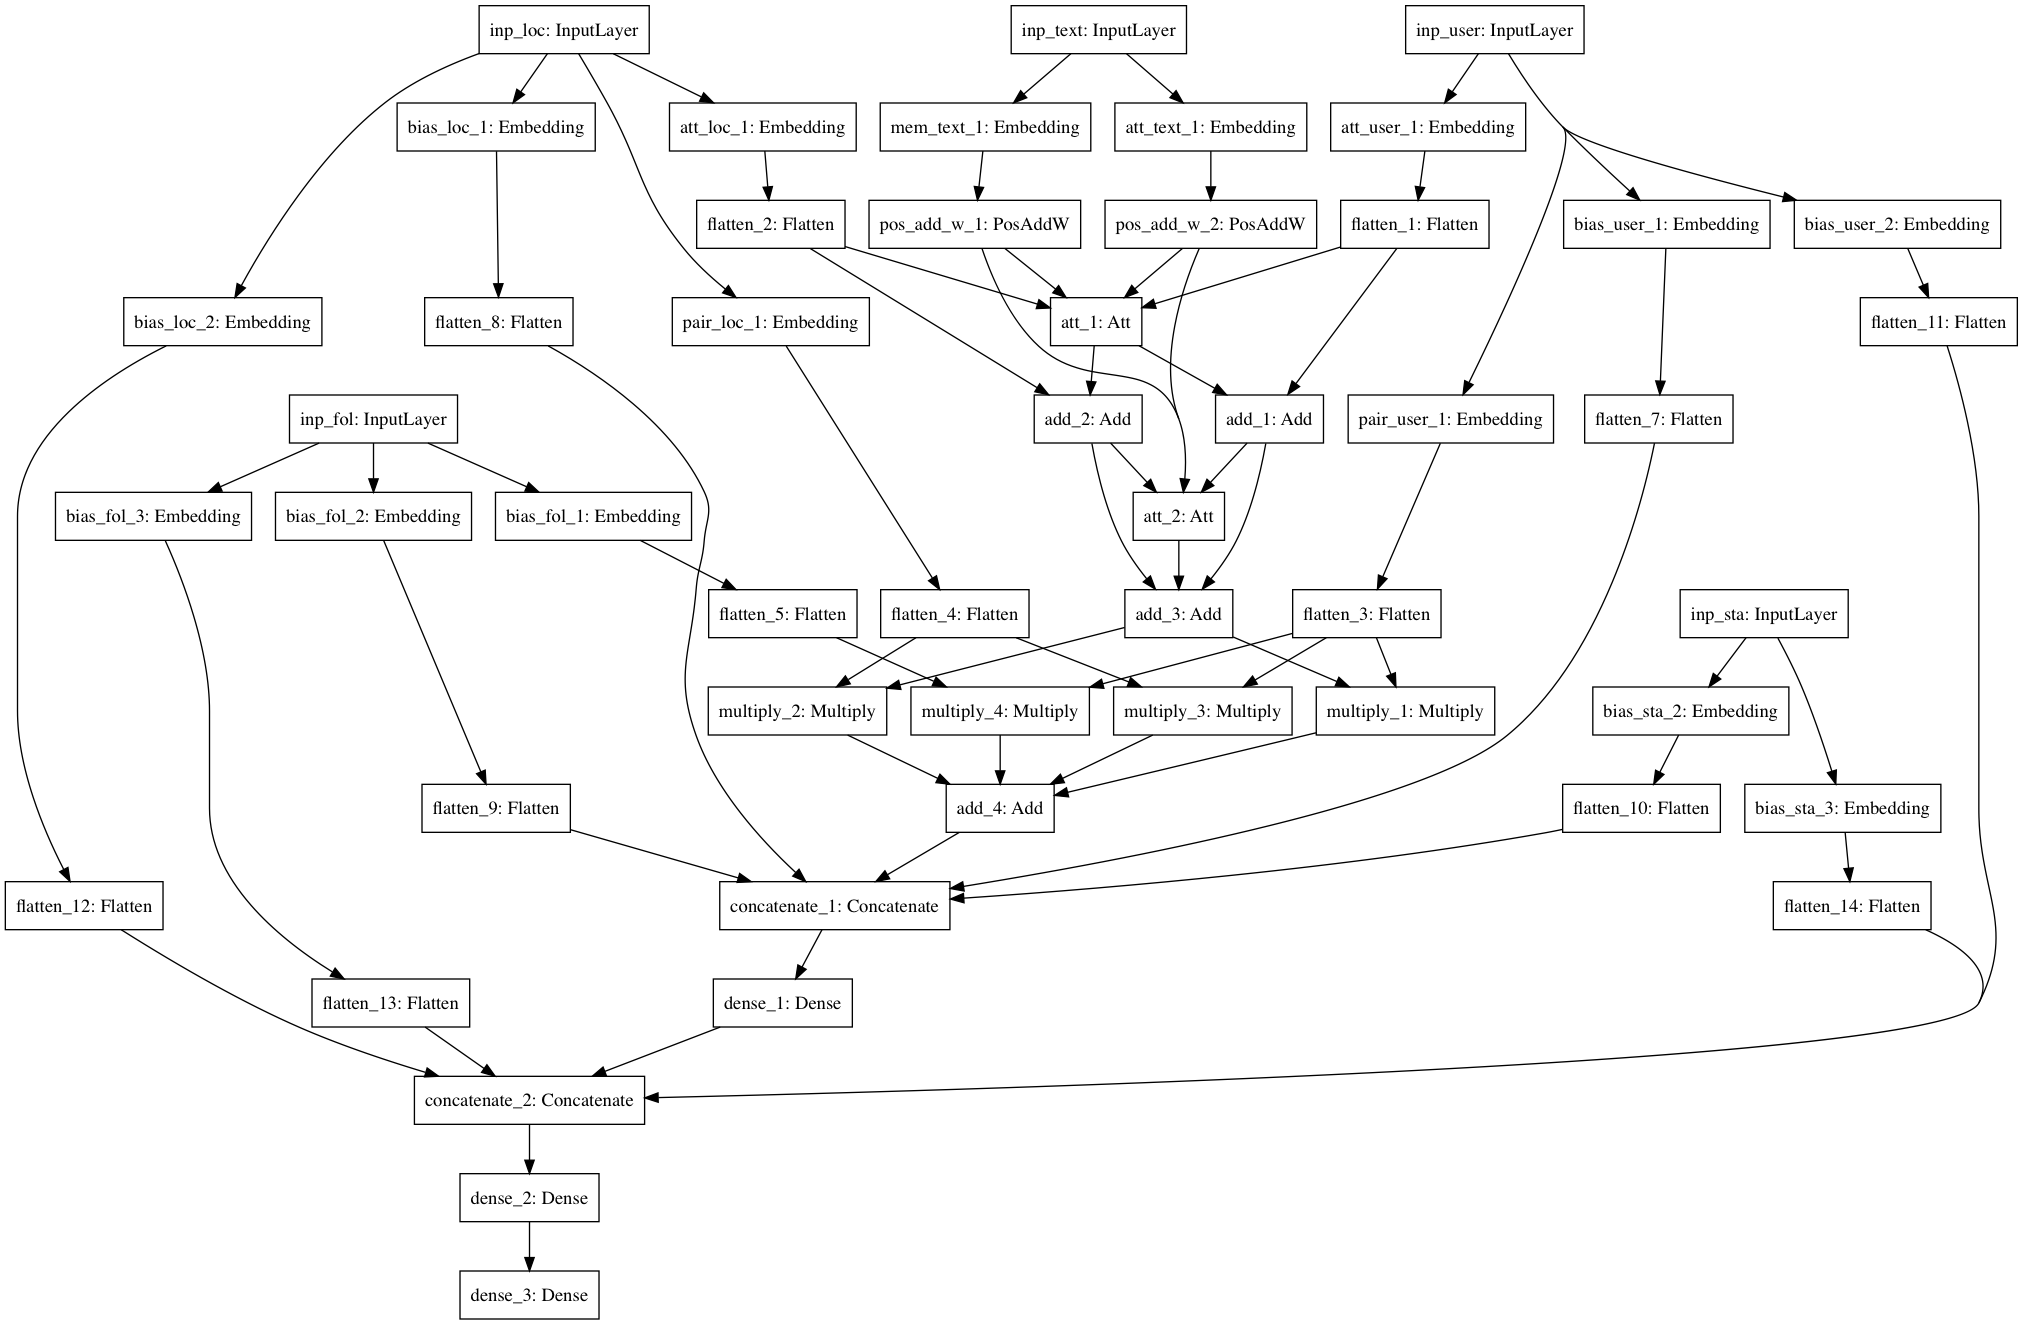 inp_loc: InputLayer
inp_text: InputLayer
inp_user: InputLayer
bias_loc_1: Embedding
att_loc_1: Embedding
mem_text_1: Embedding
att_text_1: Embedding
att_user_1: Embedding
flatten_2: Flatten
pos_add_w_1: PosAddW
pos_add_w_2: PosAddW
flatten_1: Flatten
bias_user_1: Embedding
bias_user_2: Embedding
bias_loc_2: Embedding
flatten_8: Flatten
pair_loc_1: Embedding
att_1: Att
flatten_11: Flatten
inp_fol: InputLayer
add_2: Add
add_1: Add
pair_user_1: Embedding
flatten_7: Flatten
bias_fol_3: Embedding
bias_fol_2: Embedding
bias_fol_1: Embedding
att_2: Att
flatten_5: Flatten
flatten_4: Flatten
add_3: Add
flatten_3: Flatten
inp_sta: InputLayer
multiply_2: Multiply
multiply_4: Multiply
multiply_3: Multiply
multiply_1: Multiply
bias_sta_2: Embedding
flatten_9: Flatten
add_4: Add
flatten_10: Flatten
bias_sta_3: Embedding
flatten_12: Flatten
concatenate_1: Concatenate
flatten_14: Flatten
flatten_13: Flatten
dense_1: Dense
concatenate_2: Concatenate
dense_2: Dense
dense_3: Dense